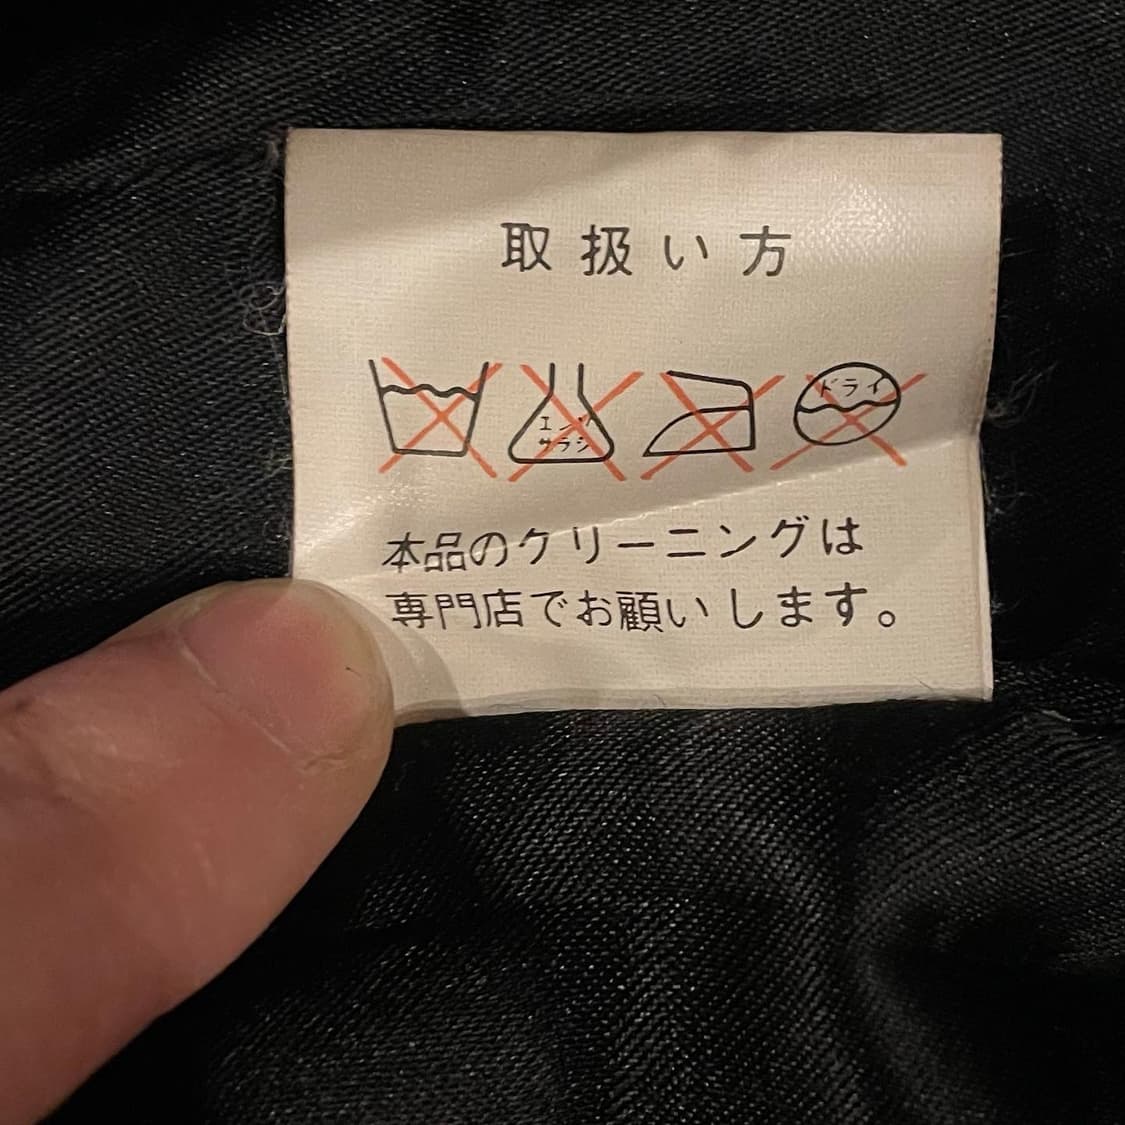 取扱い方
エンソ
サラシ
ドライ
本品のクリーニングは
専門店でお願いします。